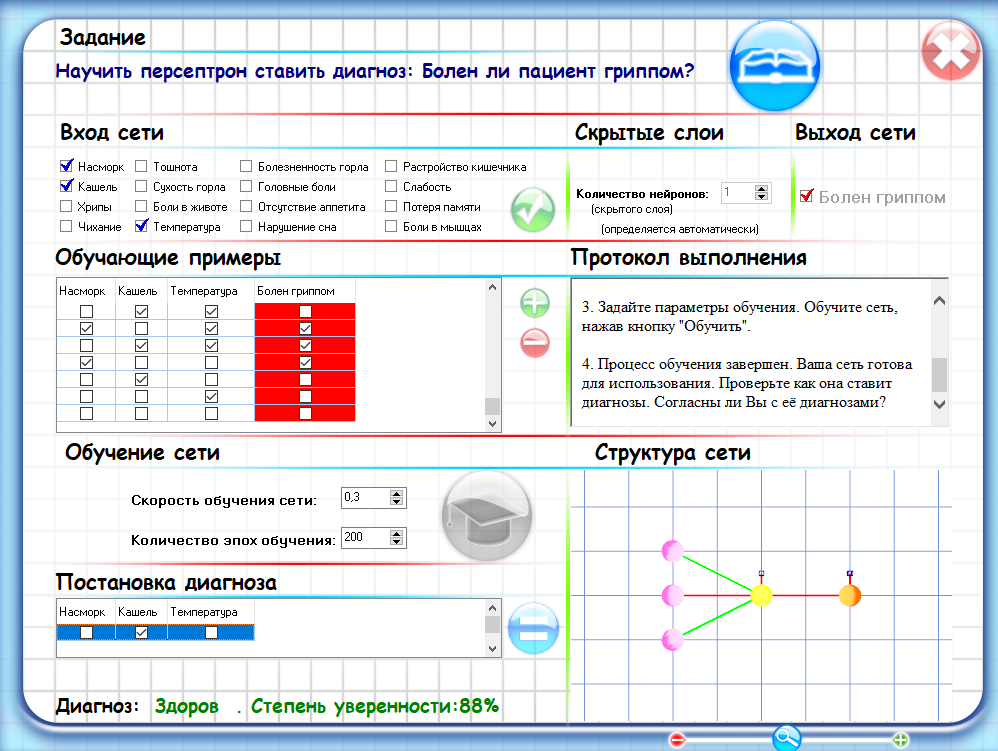 Задание
Научить персептрон ставить диагноз: Болен ли пациент гриппом?
Вход сети
Насморк
Тошнота
Болезненность горла
Растройство кишечника
Кашель
Сухость горла
Головные боли
Слабость
Хрипы
Боли в животе
Отсутствие аппетита
Потеря памяти
Чихание
Температура
Нарушение сна
Боли в мышцах
Скрытые слои
Количество нейронов: 1
(скрытого слоя)
(определяется автоматически)
Выход сети
Болен гриппом
Обучающие примеры
Насморк Кашель Температура Болен гриппом
Протокол выполнения
3. Задайте параметры обучения. Обучите сеть,
нажав кнопку "Обучить".
4. Процесс обучения завершен. Ваша сеть готова
для использования. Проверьте как она ставит
диагнозы. Согласны ли Вы с её диагнозами?
Обучение сети
Скорость обучения сети: 0,3
Количество эпох обучения: 200
Структура сети
Постановка диагноза
Насморк Кашель Температура
Диагноз: Здоров . Степень уверенности:88%